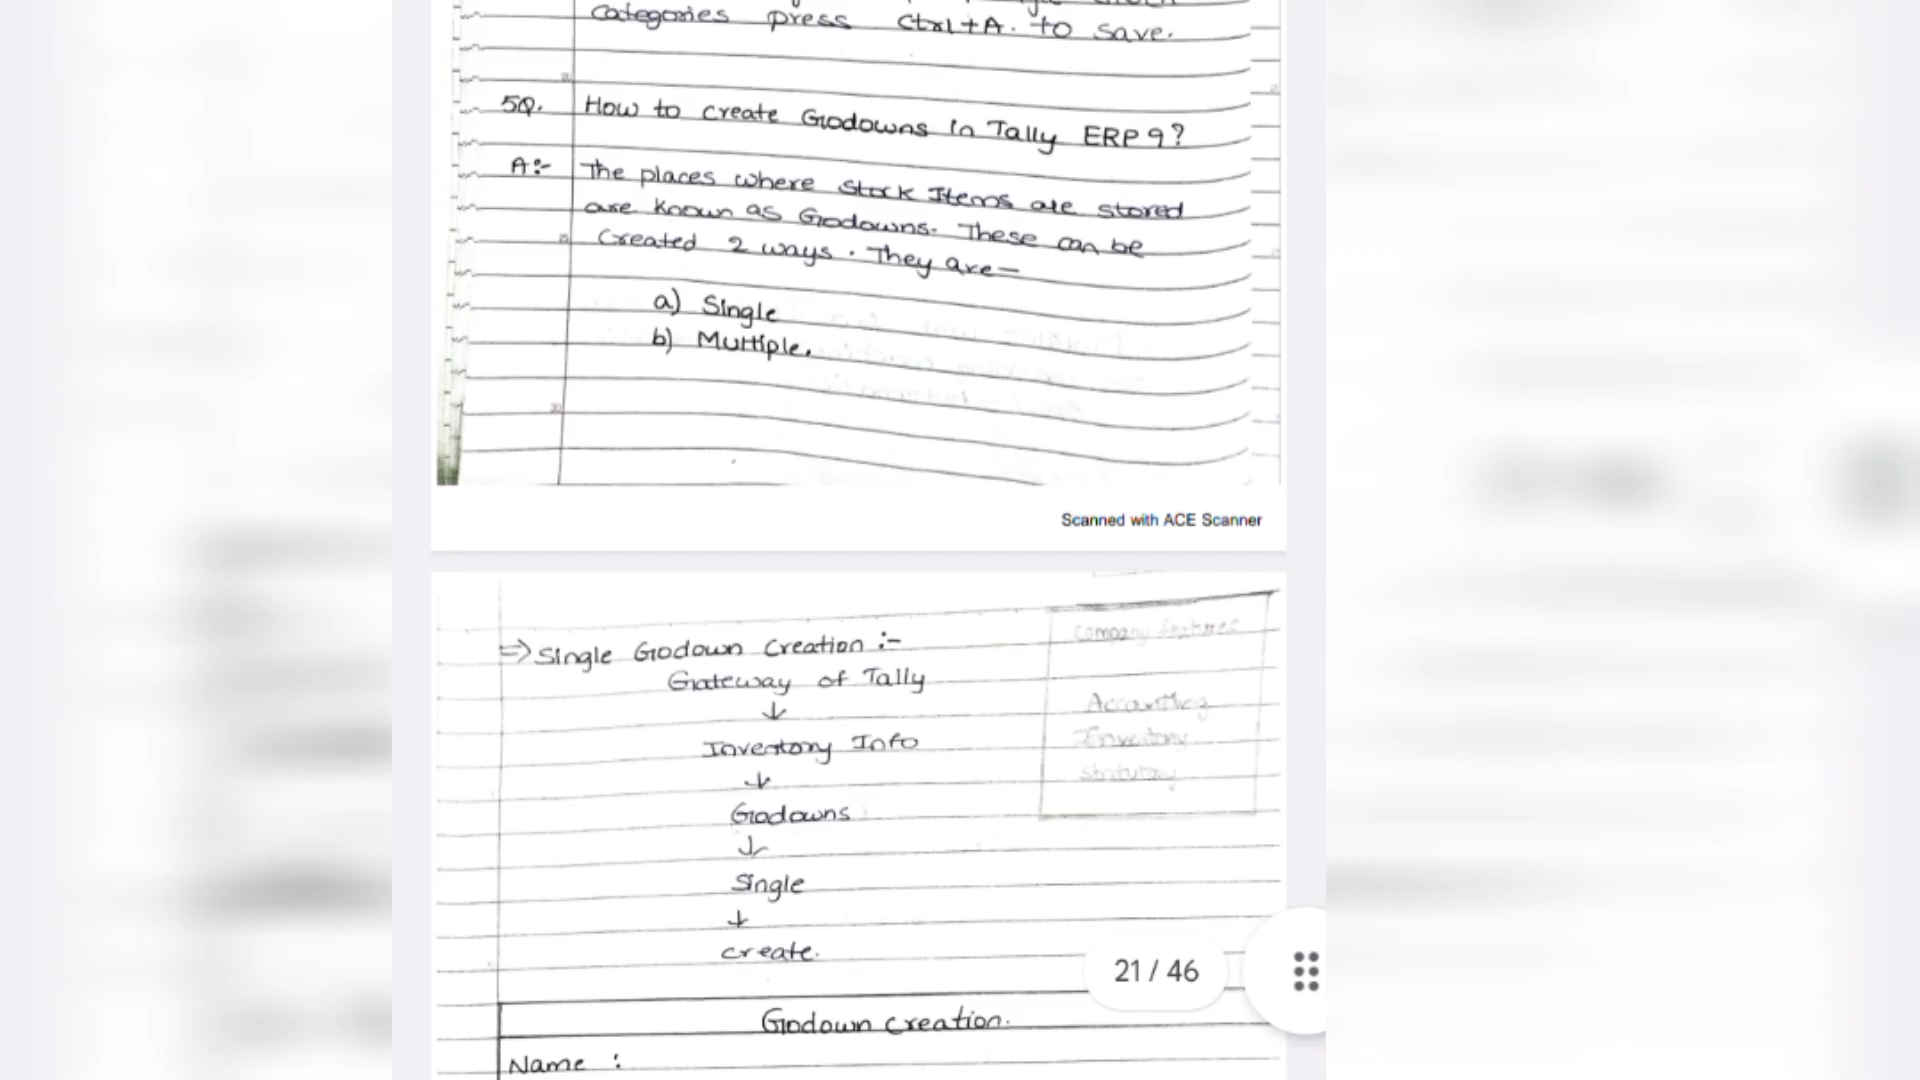 categories press Ctrl+A. to save.
5Q. How to create Godowns in Tally ERP 9?
A:- The places where Stock Items are stored
are known as Godowns. These can be
Created 2 ways. They are—
a) Single
b) Multiple.
Scanned with ACE Scanner
⇒ Single Godown Creation :-
Gateway of Tally
↓
Inventory Info
↓
Godowns
↓
Single
↓
create.
Company features
Accounting
Inventory
statutory
21 / 46
Godown creation.
Name :